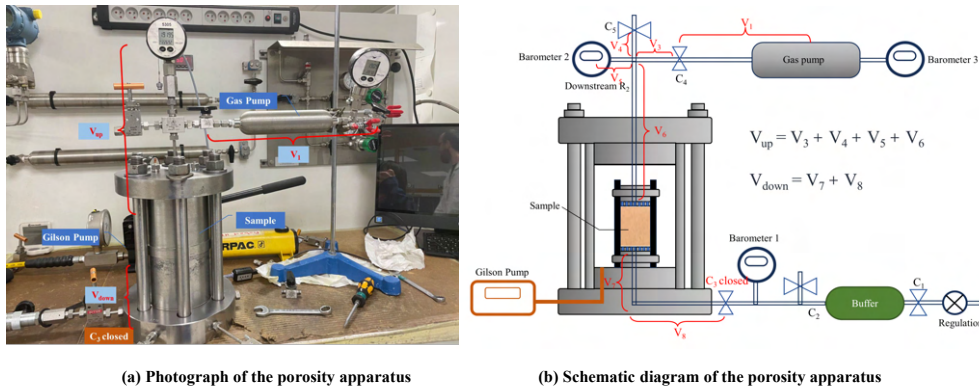 V_up
Gas Pump
V_1
Sample
Gilson Pump
RPAC
V_down
C_3 closed
(a) Photograph of the porosity apparatus
C_5
V_1
V_4
V_3
Barometer 2
Gas pump
Barometer 3
V_5
C_4
Downstream R_2
V_6
V_up = V_3 + V_4 + V_5 + V_6
V_down = V_7 + V_8
Sample
Barometer 1
Gilson Pump
C_3 closed
C_1
Buffer
C_2
V_8
Regulation
(b) Schematic diagram of the porosity apparatus